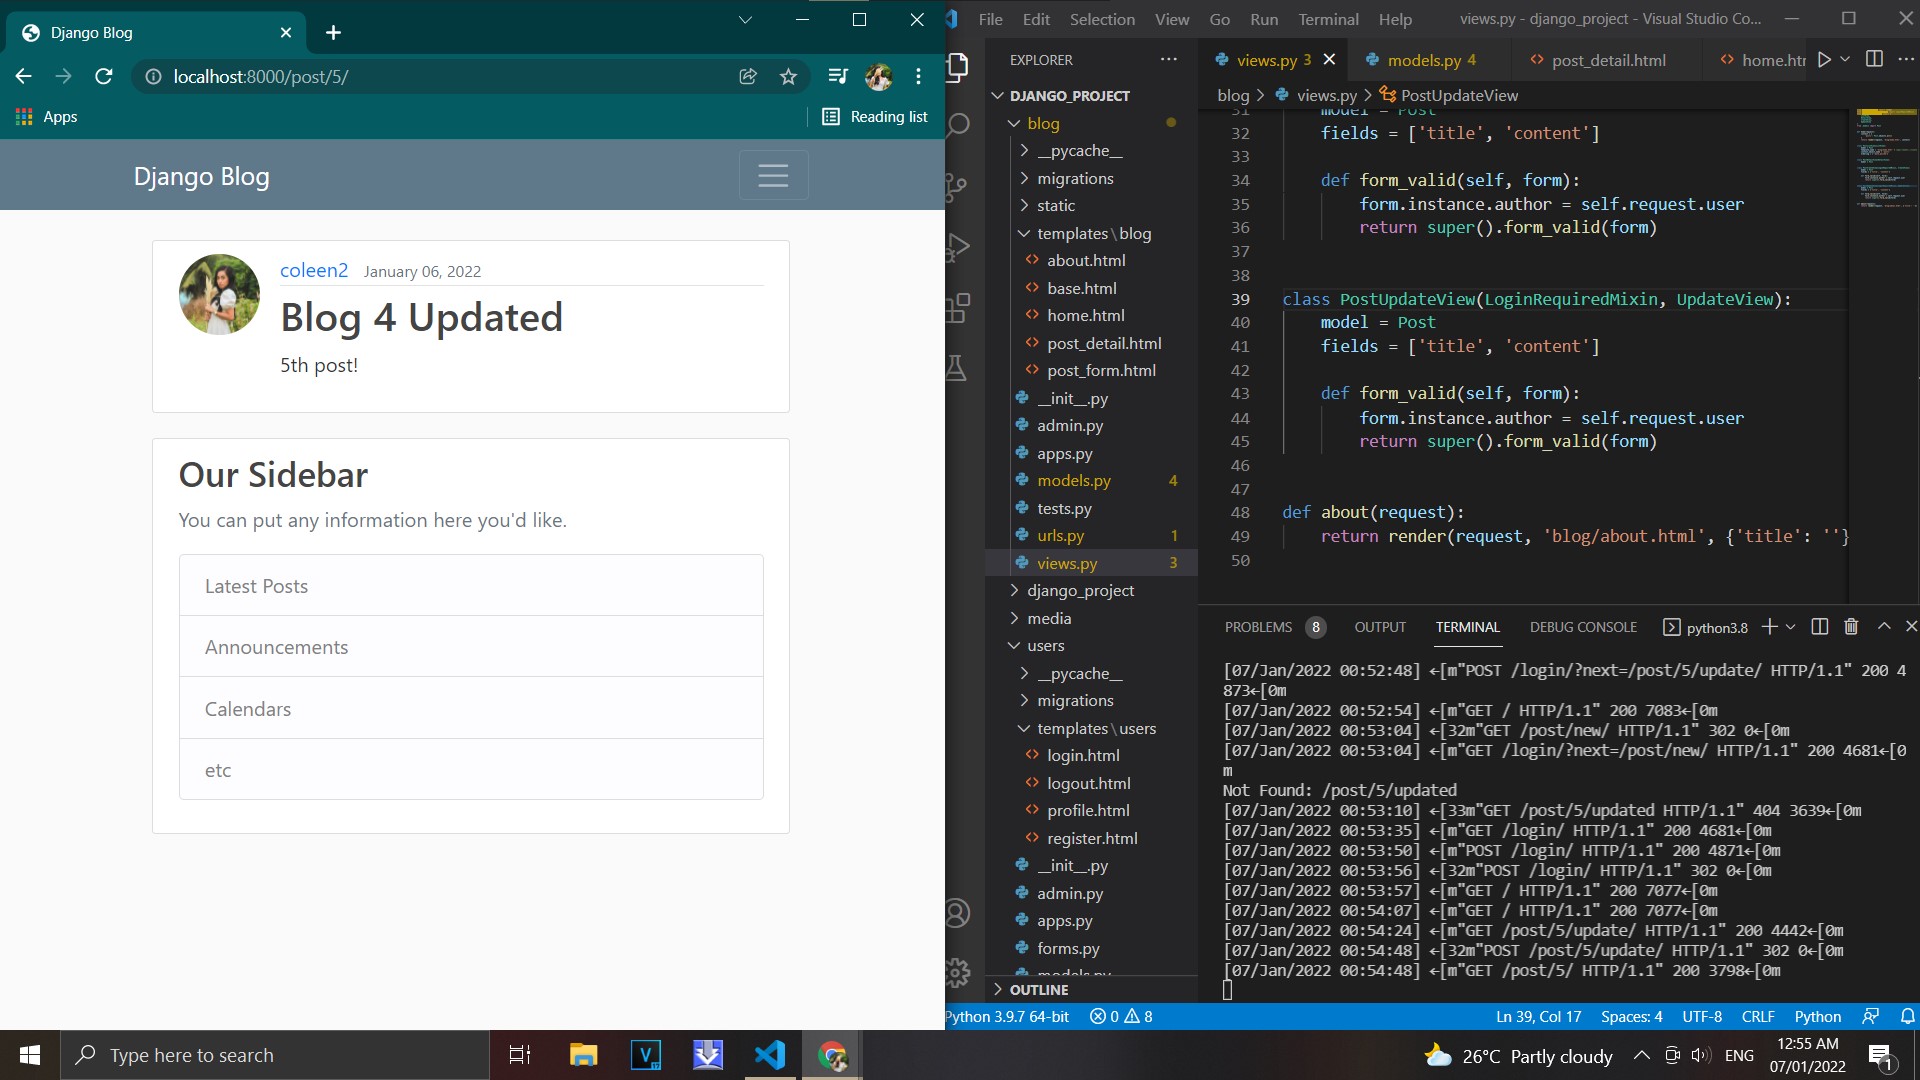 Django Blog
localhost:8000/post/5/
Apps
Reading list
Django Blog
coleen2 January 06, 2022
Blog 4 Updated
5th post!
Our Sidebar
You can put any information here you'd like.
Latest Posts
Announcements
Calendars
etc
File Edit Selection View Go Run Terminal Help views.py - django_project - Visual Studio Co...
EXPLORER
DJANGO_PROJECT
blog
__pycache__
migrations
static
templates\blog
about.html
base.html
home.html
post_detail.html
post_form.html
__init__.py
admin.py
apps.py
models.py 4
tests.py
urls.py 1
views.py 3
django_project
media
users
__pycache__
migrations
templates\users
login.html
logout.html
profile.html
register.html
__init__.py
admin.py
apps.py
forms.py
models.py
OUTLINE
views.py 3 models.py 4 post_detail.html home.htr
blog > views.py > PostUpdateView
31 model = Post
32 fields = ['title', 'content']
33
34 def form_valid(self, form):
35 form.instance.author = self.request.user
36 return super().form_valid(form)
37
38
39 class PostUpdateView(LoginRequiredMixin, UpdateView):
40 model = Post
41 fields = ['title', 'content']
42
43 def form_valid(self, form):
44 form.instance.author = self.request.user
45 return super().form_valid(form)
46
47
48 def about(request):
49 return render(request, 'blog/about.html', {'title': ''}
50
PROBLEMS 8 OUTPUT TERMINAL DEBUG CONSOLE python3.8
[07/Jan/2022 00:52:48] ←[m"POST /login/?next=/post/5/update/ HTTP/1.1" 200 4
873←[0m
[07/Jan/2022 00:52:54] ←[m"GET / HTTP/1.1" 200 7083←[0m
[07/Jan/2022 00:53:04] ←[32m"GET /post/new/ HTTP/1.1" 302 0←[0m
[07/Jan/2022 00:53:04] ←[m"GET /login/?next=/post/new/ HTTP/1.1" 200 4681←[0
m
Not Found: /post/5/updated
[07/Jan/2022 00:53:10] ←[33m"GET /post/5/updated HTTP/1.1" 404 3639←[0m
[07/Jan/2022 00:53:35] ←[m"GET /login/ HTTP/1.1" 200 4681←[0m
[07/Jan/2022 00:53:50] ←[m"POST /login/ HTTP/1.1" 200 4871←[0m
[07/Jan/2022 00:53:56] ←[32m"POST /login/ HTTP/1.1" 302 0←[0m
[07/Jan/2022 00:53:57] ←[m"GET / HTTP/1.1" 200 7077←[0m
[07/Jan/2022 00:54:07] ←[m"GET / HTTP/1.1" 200 7077←[0m
[07/Jan/2022 00:54:24] ←[m"GET /post/5/update/ HTTP/1.1" 200 4442←[0m
[07/Jan/2022 00:54:48] ←[32m"POST /post/5/update/ HTTP/1.1" 302 0←[0m
[07/Jan/2022 00:54:48] ←[m"GET /post/5/ HTTP/1.1" 200 3798←[0m
Python 3.9.7 64-bit 0 8 Ln 39, Col 17 Spaces: 4 UTF-8 CRLF Python
Type here to search
26°C Partly cloudy ENG
12:55 AM
07/01/2022
1